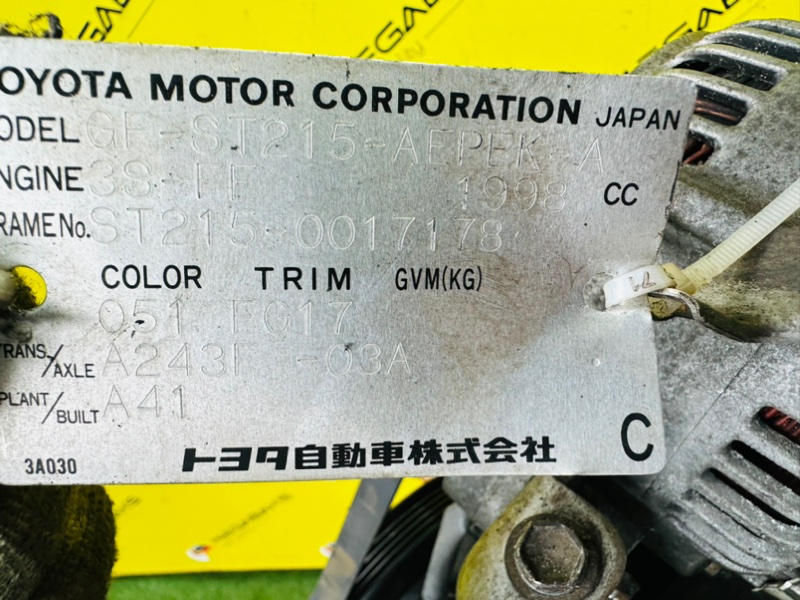 OYOTA MOTOR CORPORATION JAPAN
ODEL GF-ST215-AEPEK-A
NGINE 3S-FE 1998 CC
RAME No. ST215-0017178
COLOR TRIM GVM(KG)
051 FG17
TRANS./AXLE A243F -03A
PLANT/BUILT A41
C
3A030 トヨタ自動車株式会社